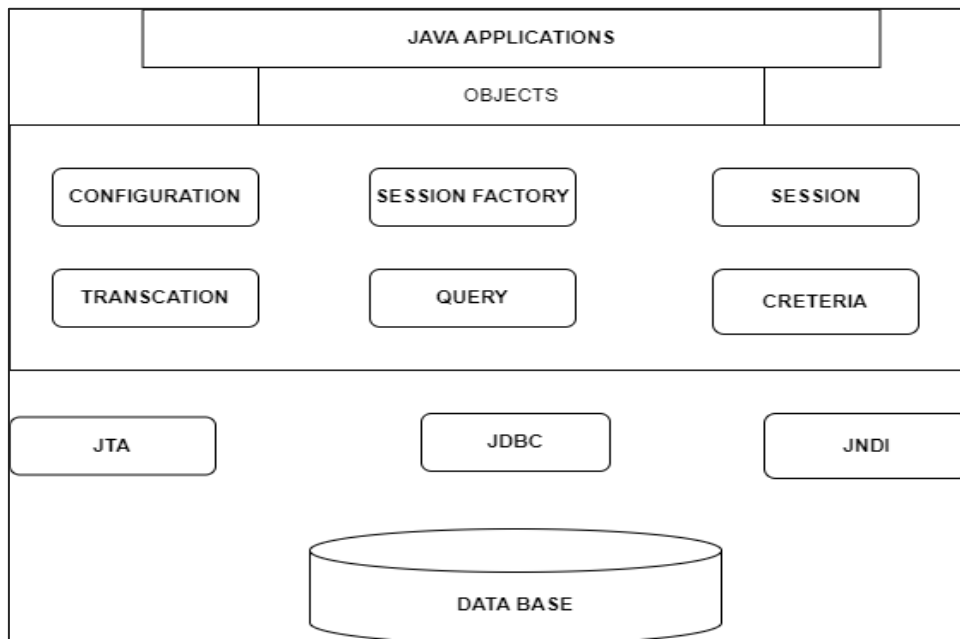 JAVA APPLICATIONS
OBJECTS
CONFIGURATION
SESSION FACTORY
SESSION
TRANSCATION
QUERY
CRETERIA
JTA
JDBC
JNDI
DATA BASE